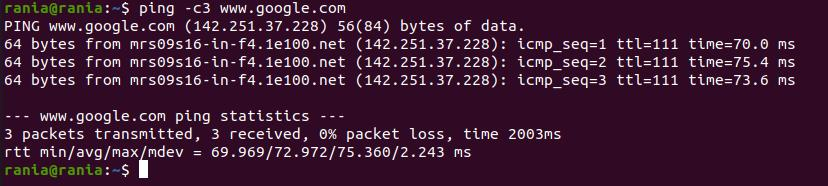 rania@rania:~$ ping -c3 www.google.com
PING www.google.com (142.251.37.228) 56(84) bytes of data.
64 bytes from mrs09s16-in-f4.1e100.net (142.251.37.228): icmp_seq=1 ttl=111 time=70.0 ms
64 bytes from mrs09s16-in-f4.1e100.net (142.251.37.228): icmp_seq=2 ttl=111 time=75.4 ms
64 bytes from mrs09s16-in-f4.1e100.net (142.251.37.228): icmp_seq=3 ttl=111 time=73.6 ms
--- www.google.com ping statistics ---
3 packets transmitted, 3 received, 0% packet loss, time 2003ms
rtt min/avg/max/mdev = 69.969/72.972/75.360/2.243 ms
rania@rania:~$